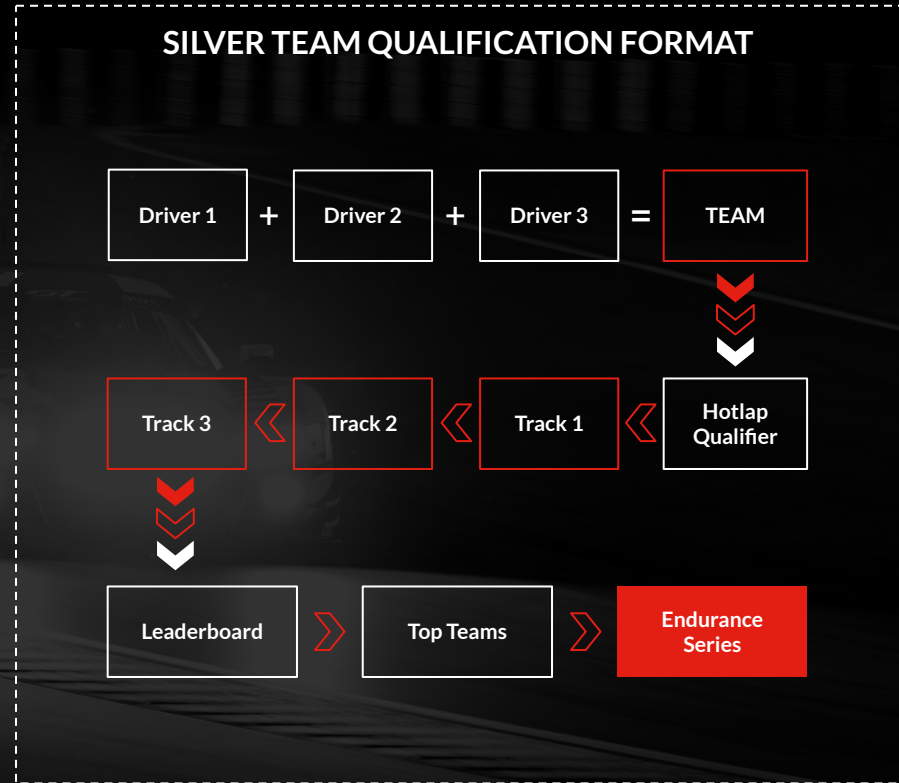 SILVER TEAM QUALIFICATION FORMAT
Driver 1 + Driver 2 + Driver 3 = TEAM
Hotlap
Qualifier
Track 1
Track 2
Track 3
Leaderboard
Top Teams
Endurance
Series